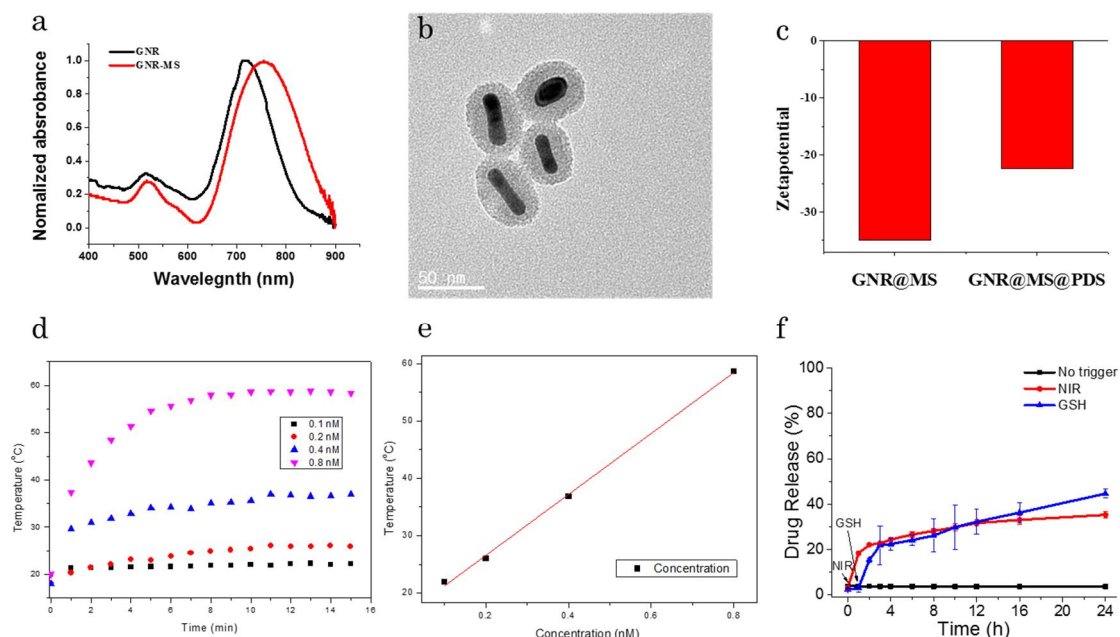 a
GNR
GNR-MS
Nomalized absrobance
1.0
0.8
0.6
0.4
0.2
0.0
400 500 600 700 800 900
Wavelegnth (nm)
b
50 nm
c
Zetapotential
0
-10
-20
-30
GNR@MS GNR@MS@PDS
d
Temperature (°C)
60
50
40
30
20
0.1 nM
0.2 nM
0.4 nM
0.8 nM
0 2 4 6 8 10 12 14 16
Time (min)
e
Temperature (°C)
60
50
40
30
20
Concentration
0.2 0.4 0.6 0.8
Concentration (nM)
f
Drug Release (%)
100
80
60
40
20
0
No trigger
NIR
GSH
GSH
NIR
0 4 8 12 16 20 24
Time (h)